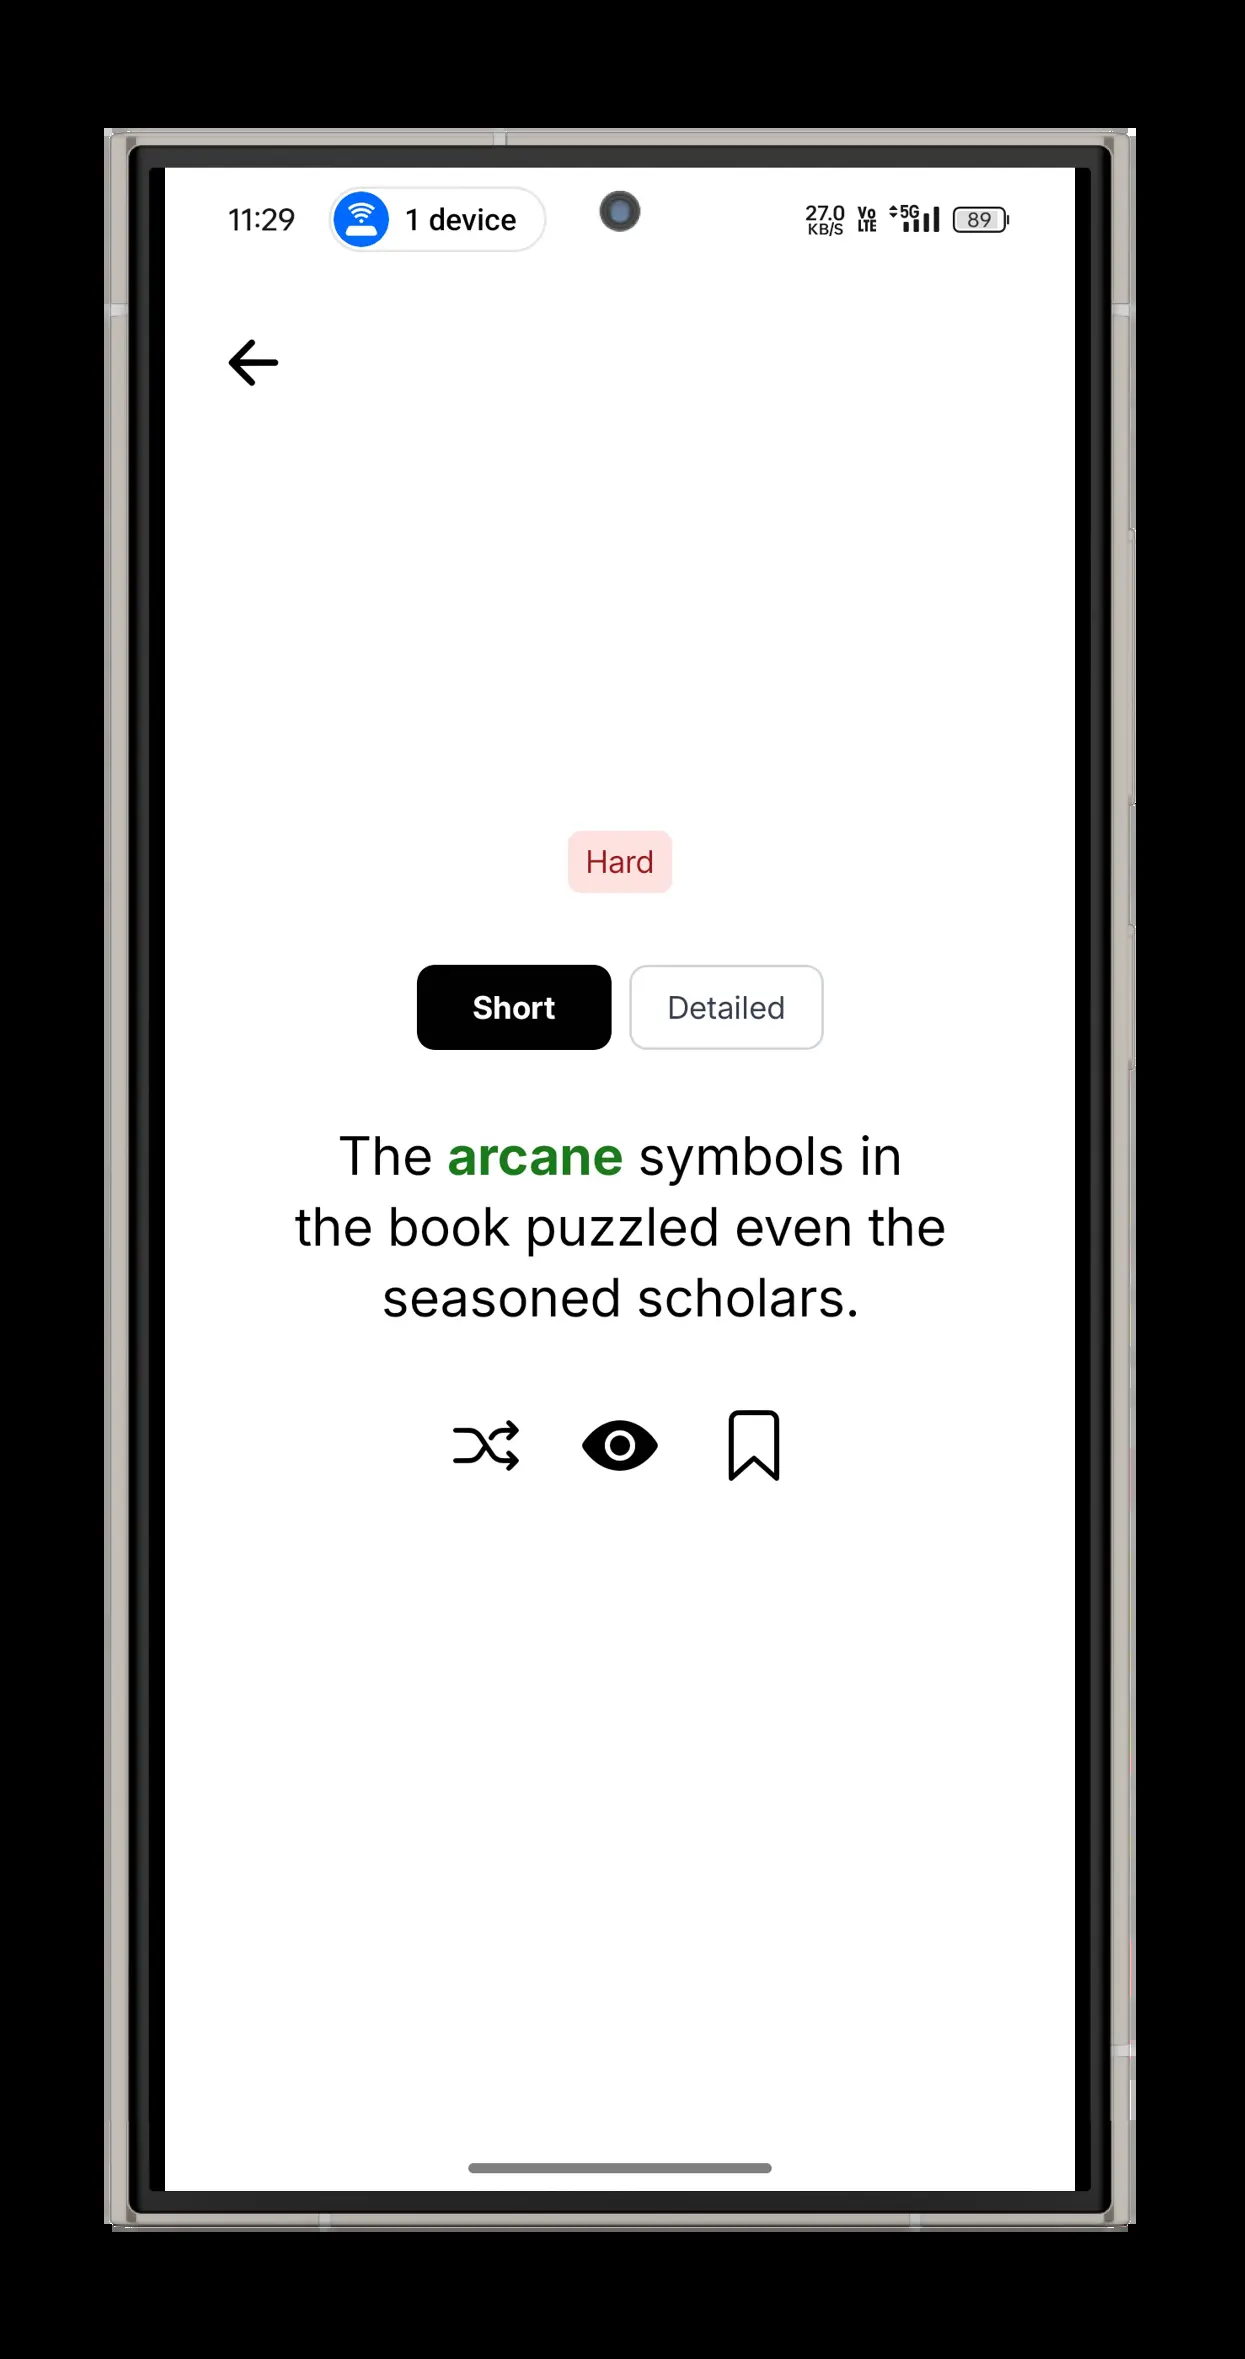 11:29 1 device 27.0 KB/S Vo LTE 5G 89
Hard
Short Detailed
The arcane symbols in
the book puzzled even the
seasoned scholars.